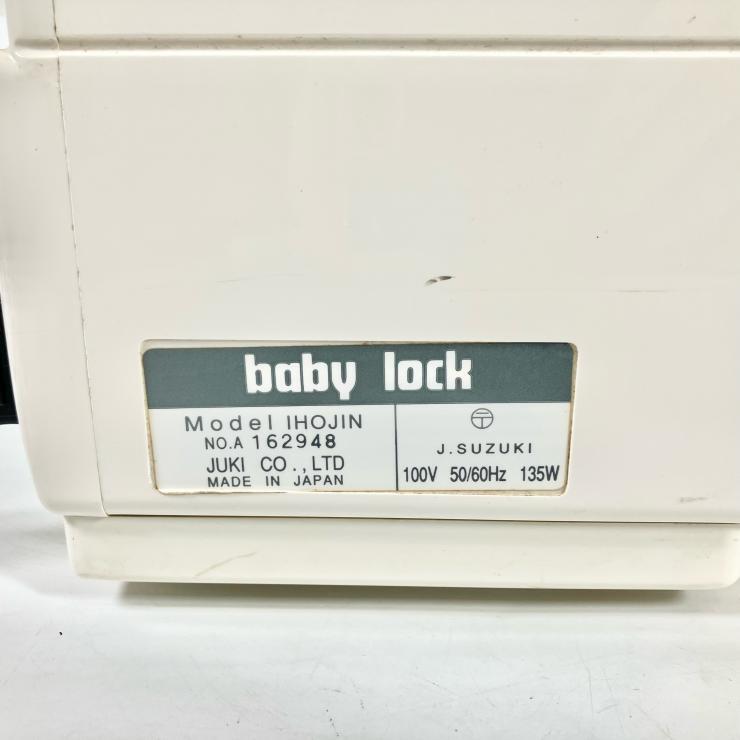 baby lock
Model IHOJIN
NO.A 162948
JUKI CO.,LTD
MADE IN JAPAN
J.SUZUKI
100V 50/60Hz 135W